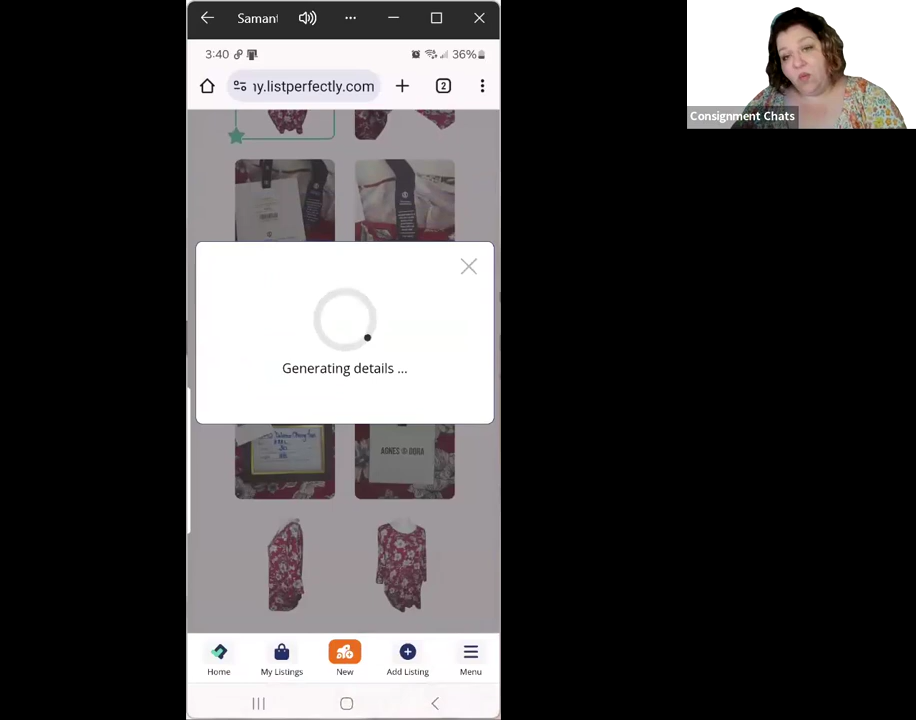 Samant
3:40
36%
ny.listperfectly.com
2
Consignment Chats
Generating details ...
AGNES & DORA
Home
My Listings
New
Add Listing
Menu